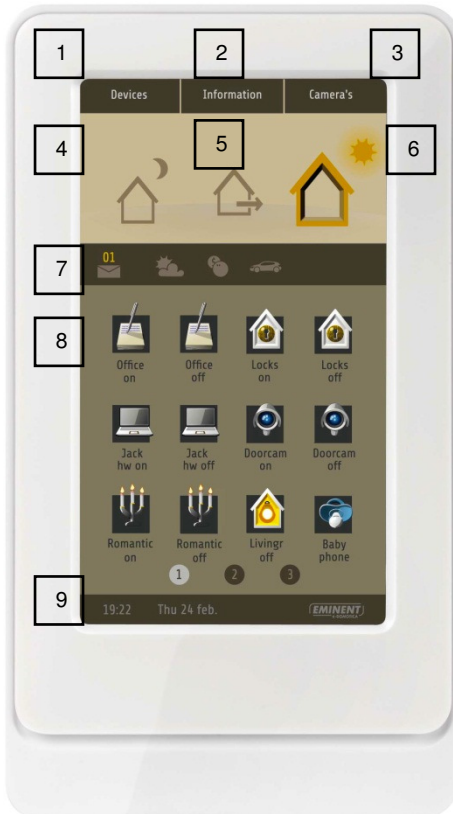 1
2
3
Devices Information Camera's
4
5
6
7
01
8
Office on
Office off
Locks on
Locks off
Jack hw on
Jack hw off
Doorcam on
Doorcam off
Romantic on
Romantic off
Livingr off
Baby phone
1 2 3
9
19:22 Thu 24 feb. EMINENT